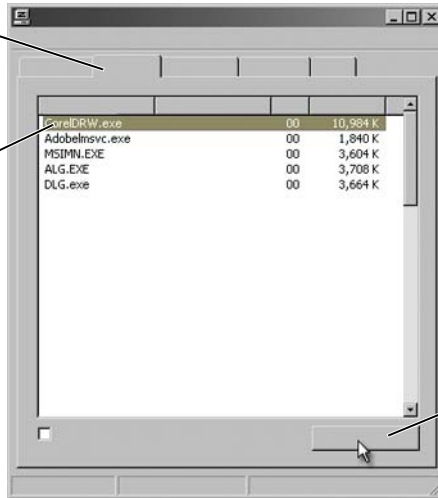 CorelDRW.exe 00 10,984 K
AdobeImsvc.exe 00 1,840 K
MSIMN.EXE 00 3,604 K
ALG.EXE 00 3,708 K
DLG.exe 00 3,664 K